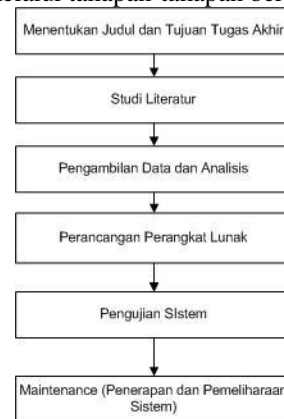 Menentukan Judul dan Tujuan Tugas Akhir
Studi Literatur
Pengambilan Data dan Analisis
Perancangan Perangkat Lunak
Pengujian SIstem
Maintenance (Penerapan dan Pemeliharaan
Sistem)